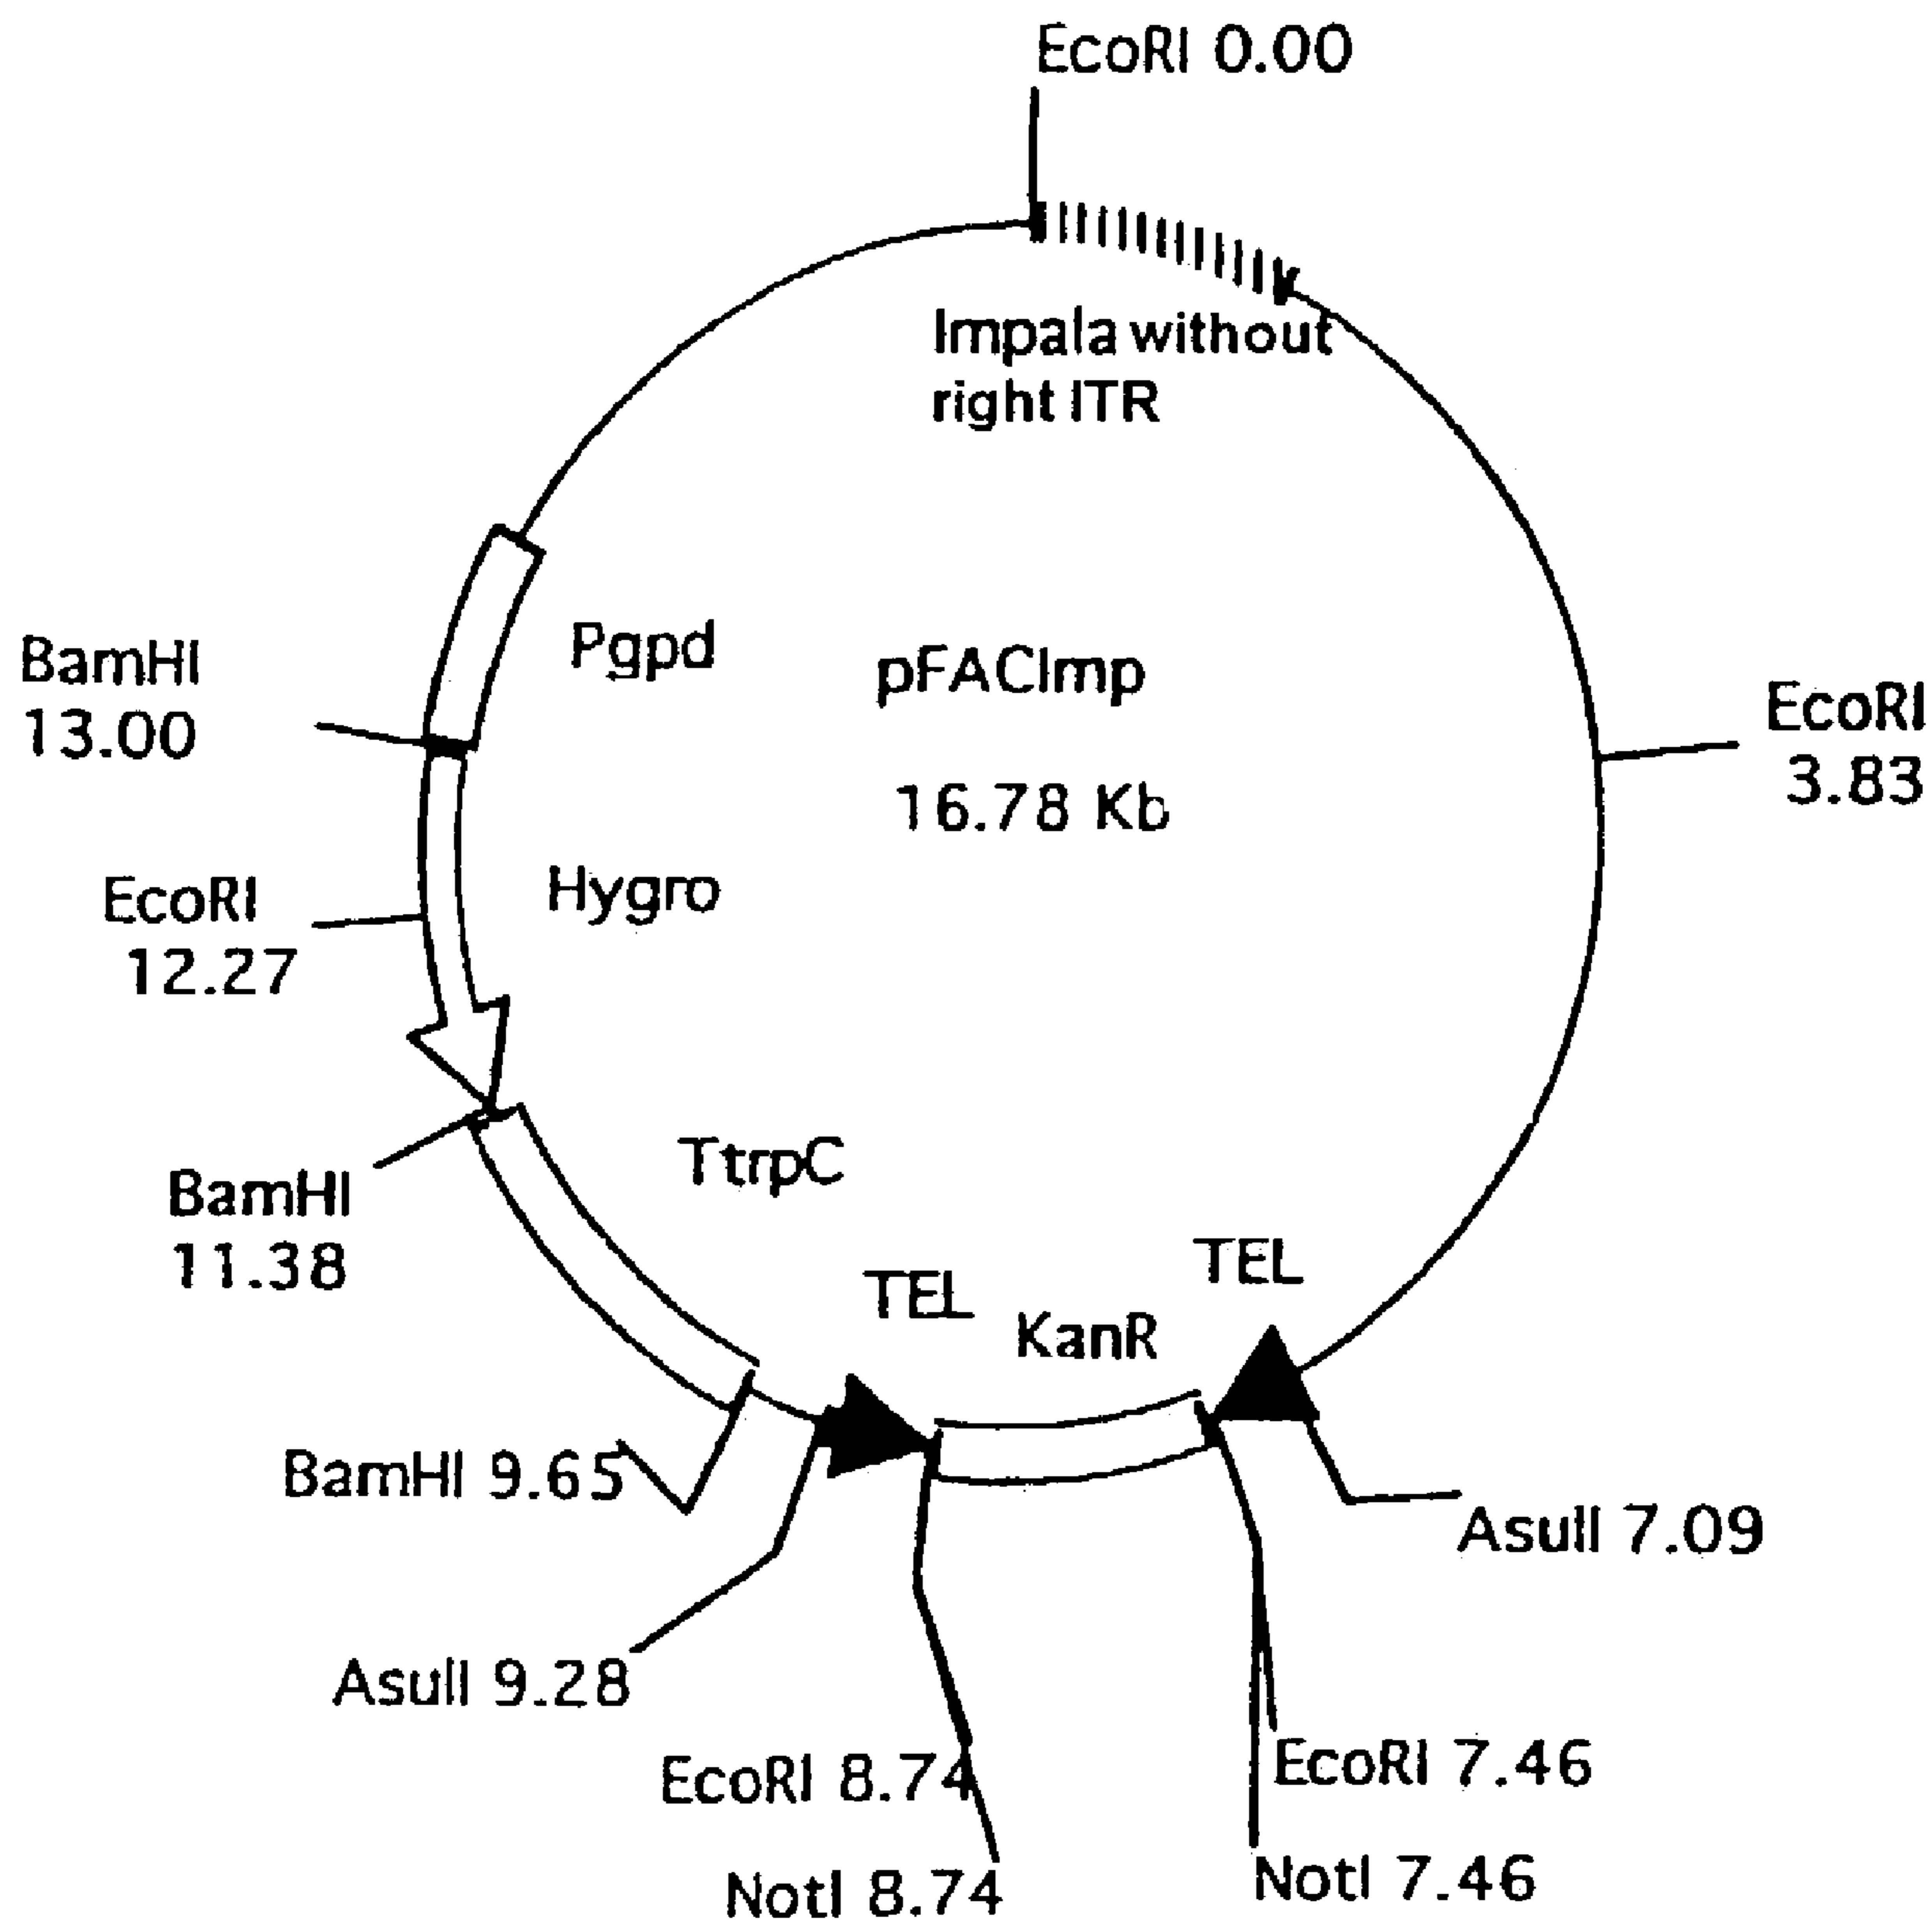 EcoRI 0.00
Impala without
right ITR
Pgpd
pFACImp
16.78 Kb
BamHI
13.00
EcoRI
3.83
Hygro
EcoRI
12.27
TtrpC
BamHI
11.38
TEL
TEL
KanR
BamHI 9.65
AsuII 7.09
AsuII 9.28
EcoRI 8.74
EcoRI 7.46
NotI 8.74
NotI 7.46